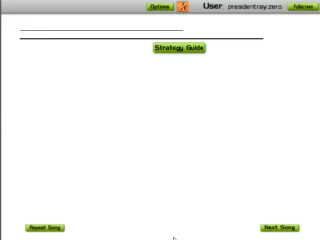 Options User: presidentray.zero Fullscreen
Strategy Guide
Repeat Song Next Song